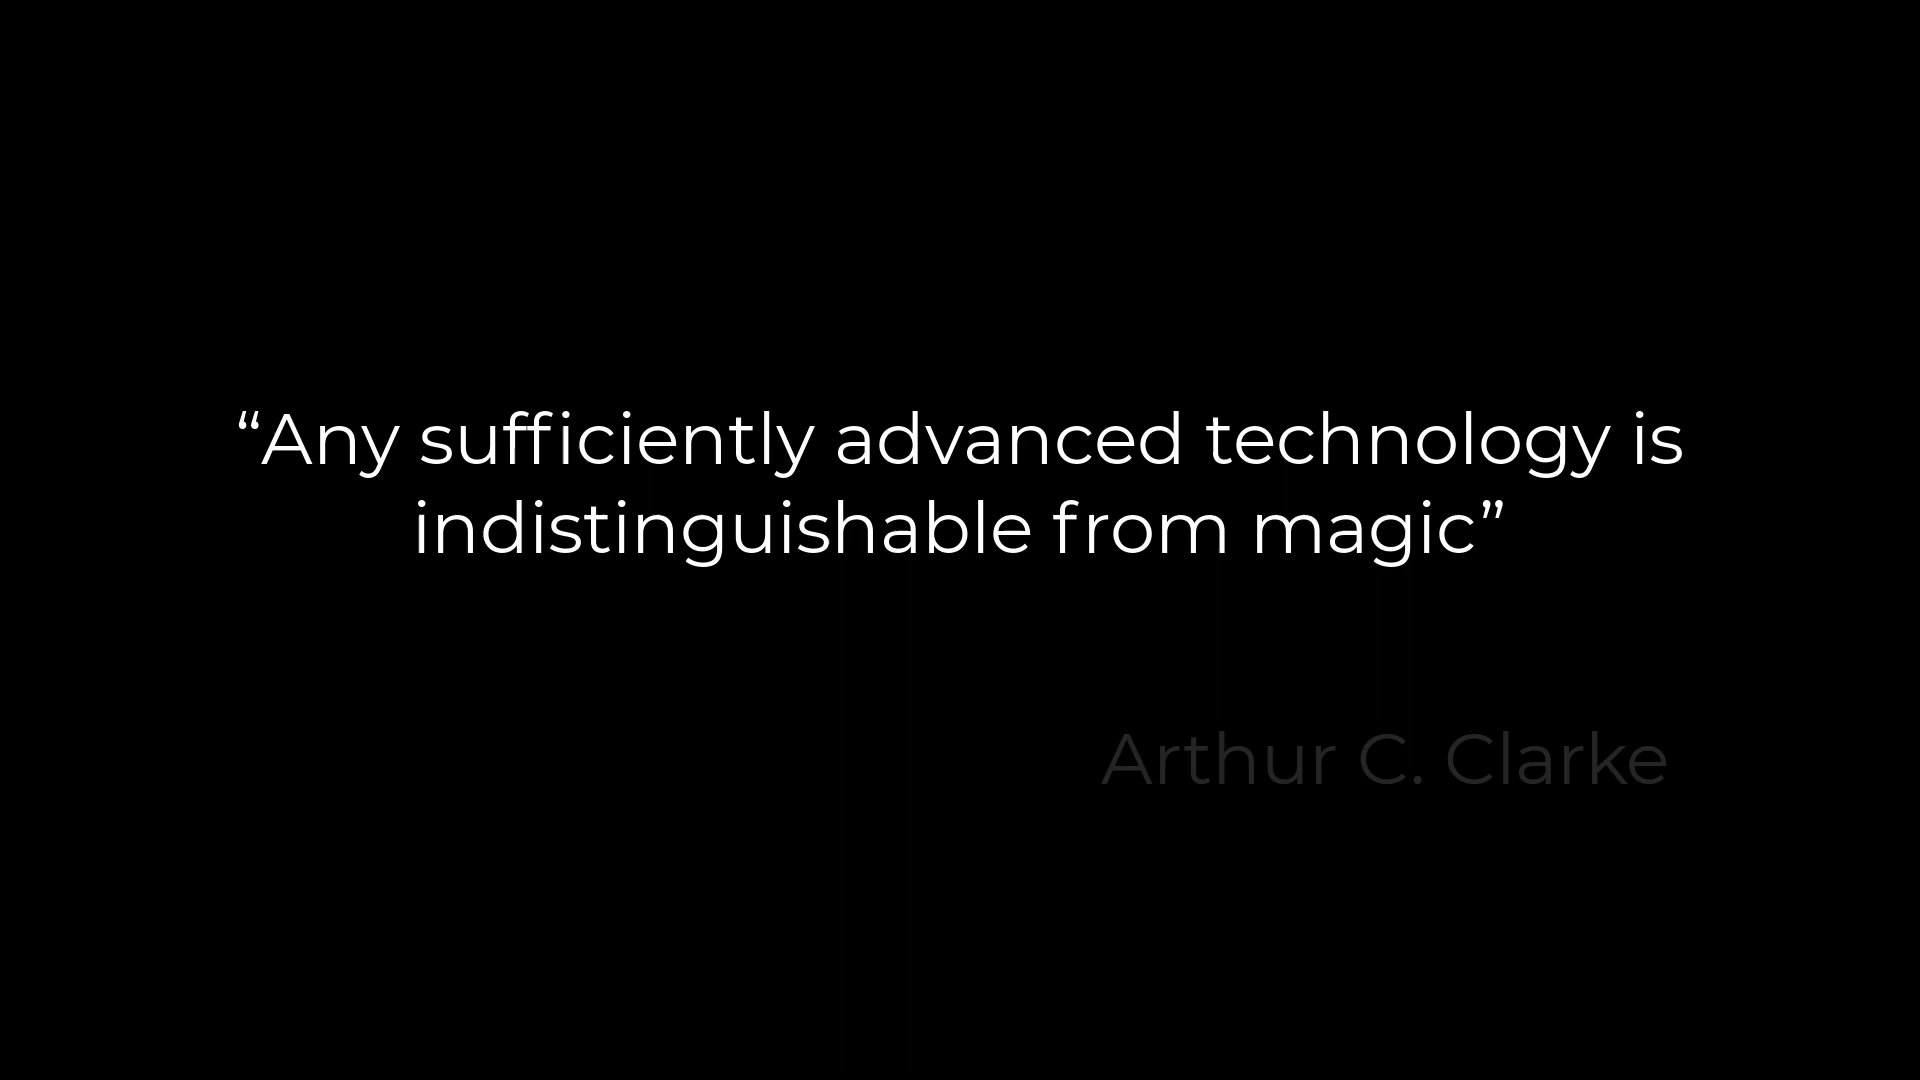 “Any sufficiently advanced technology is
indistinguishable from magic”
Arthur C. Clarke